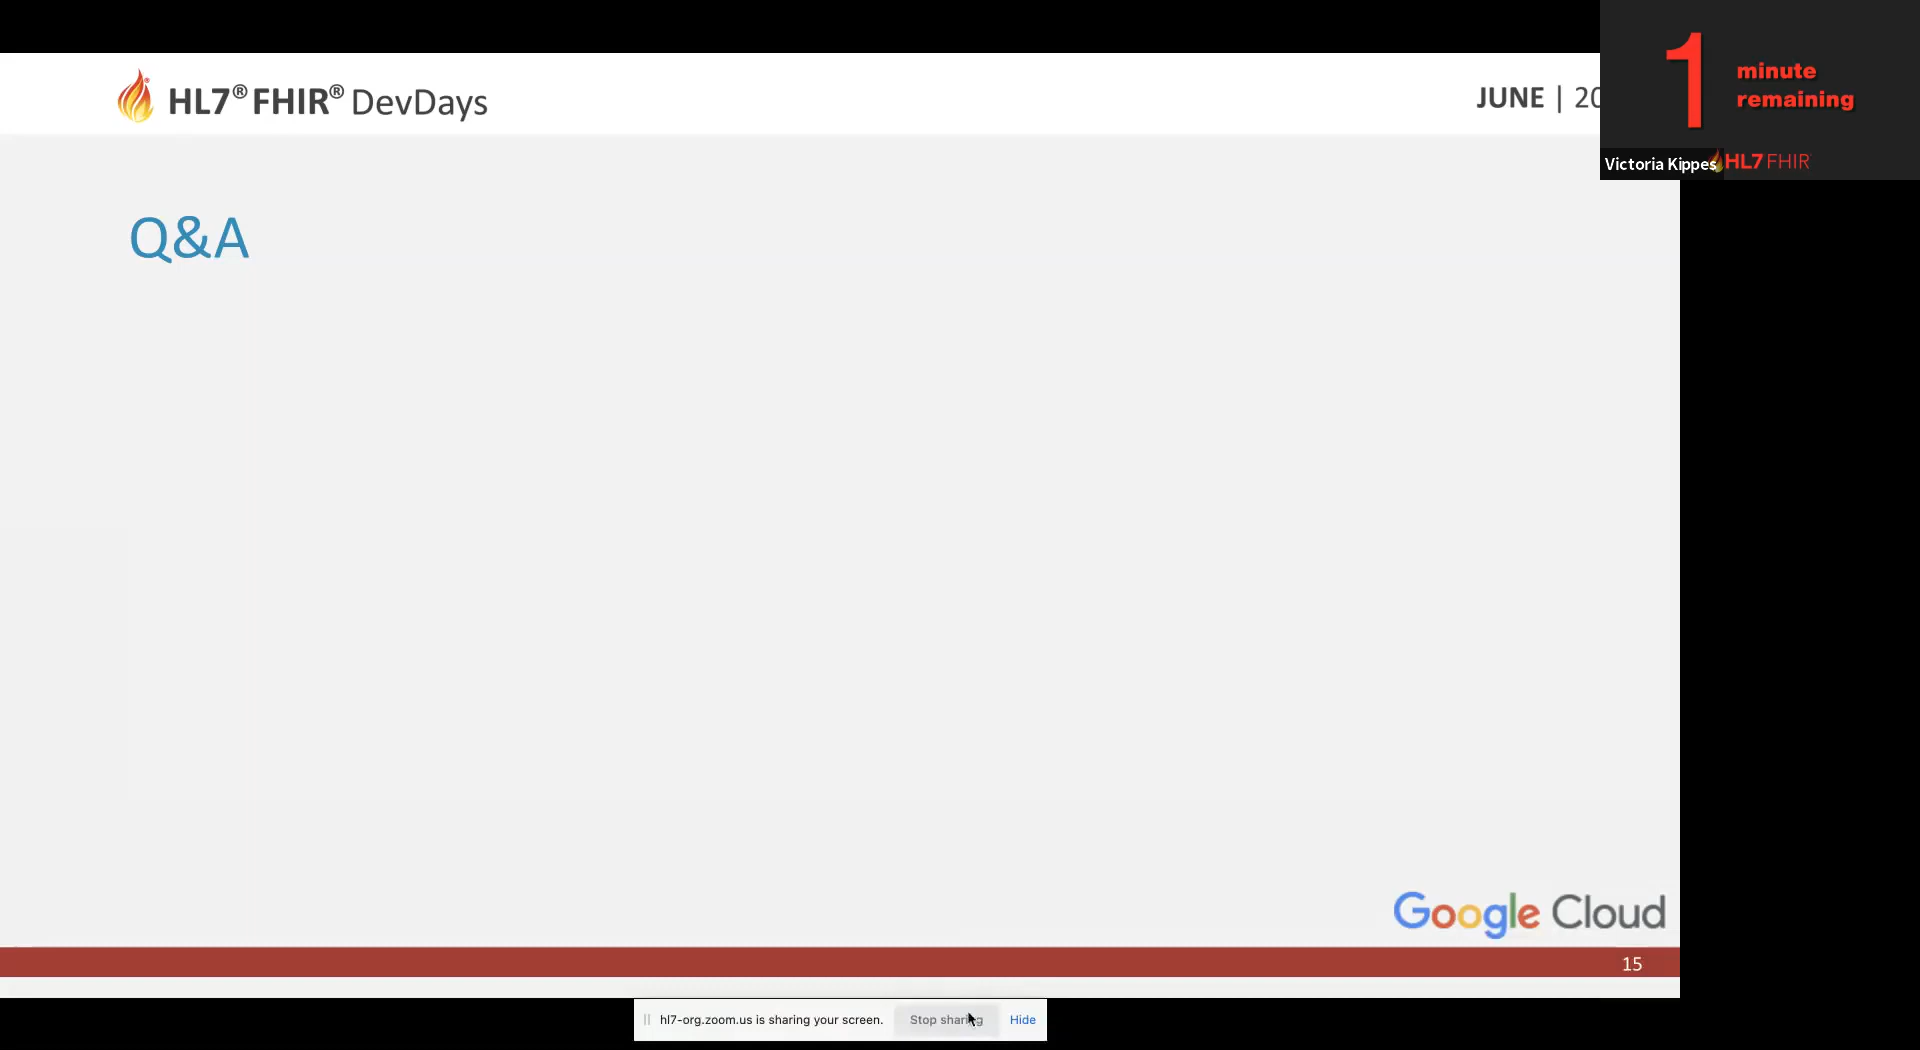 HL7® FHIR® DevDays
JUNE | 20
1
minute
remaining
Victoria Kippes
HL7 FHIR
Q&A
Google Cloud
15
hl7-org.zoom.us is sharing your screen.
Stop sharing
Hide